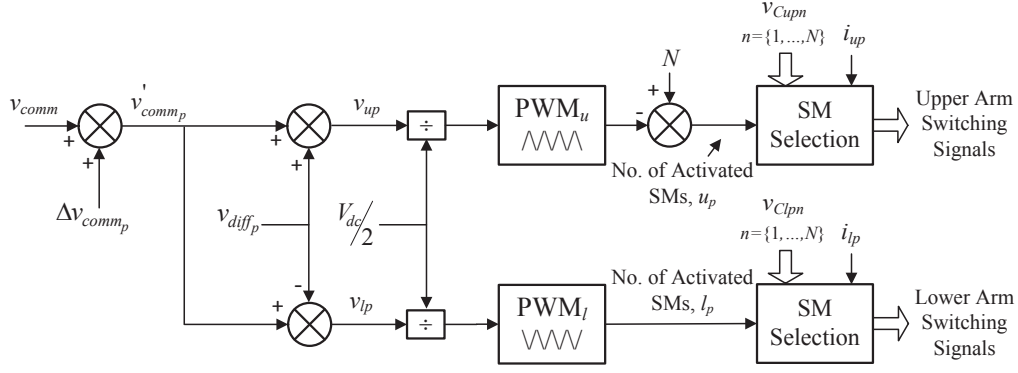 v_Cupn
n={1,...,N}
i_up
N
v_comm
v'_comm_p
v_up
÷
PWM_u
+
-
SM
Selection
Upper Arm
Switching
Signals
+
+
+
+
No. of Activated
SMs, u_p
Δv_comm_p
v_diff_p
V_dc/2
v_Clpn
n={1,...,N}
i_lp
-
+
v_lp
÷
PWM_l
No. of Activated
SMs, l_p
SM
Selection
Lower Arm
Switching
Signals